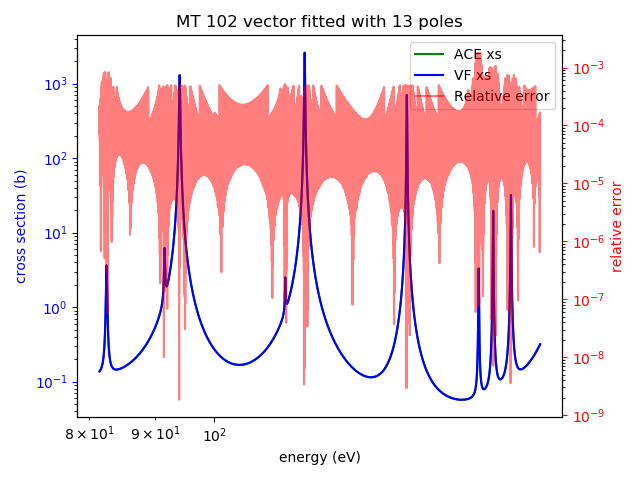 MT 102 vector fitted with 13 poles
ACE xs
VF xs
Relative error
10³
10²
10¹
10⁰
10⁻¹
cross section (b)
10⁻³
10⁻⁴
10⁻⁵
10⁻⁶
10⁻⁷
10⁻⁸
10⁻⁹
relative error
8 × 10¹ 9 × 10¹ 10²
energy (eV)